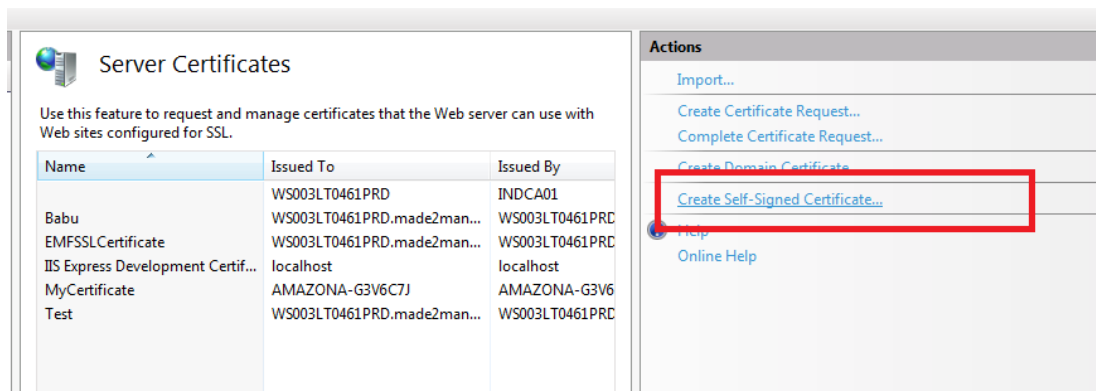 Server Certificates
Use this feature to request and manage certificates that the Web server can use with
Web sites configured for SSL.
Name Issued To Issued By
WS003LT0461PRD INDCA01
Babu WS003LT0461PRD.made2man... WS003LT0461PRD
EMFSSLCertificate WS003LT0461PRD.made2man... WS003LT0461PRD
IIS Express Development Certif... localhost localhost
MyCertificate AMAZONA-G3V6C7J AMAZONA-G3V6
Test WS003LT0461PRD.made2man... WS003LT0461PRD
Actions
Import...
Create Certificate Request...
Complete Certificate Request...
Create Domain Certificate
Create Self-Signed Certificate...
Help
Online Help